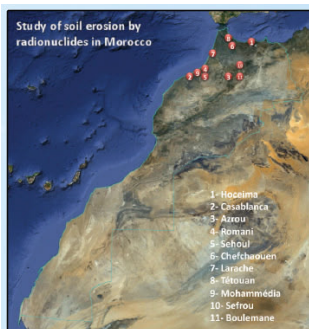 Study of soil erosion by
radionuclides in Morocco
1- Hoceima
2- Casablanca
3- Azrou
4- Romani
5- Sehoul
6- Chefchaouen
7- Larache
8- Tétouan
9- Mohammédia
10- Sefrou
11- Boulemane